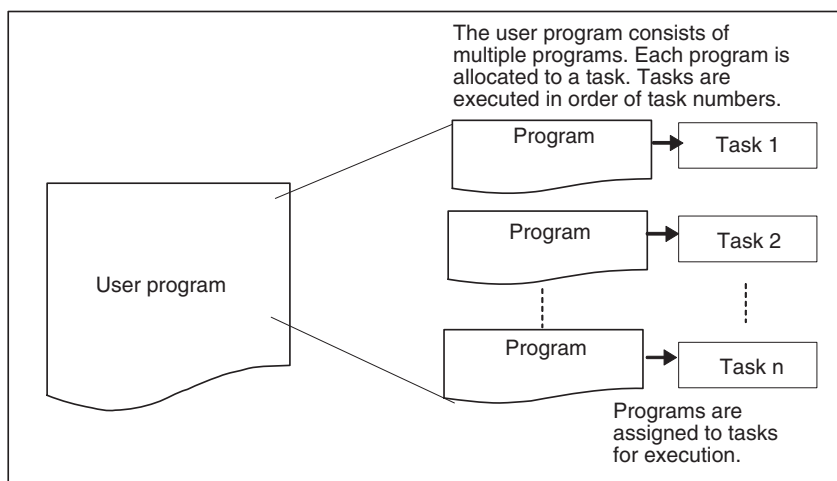 The user program consists of
multiple programs. Each program is
allocated to a task. Tasks are
executed in order of task numbers.
Program
Task 1
Program
Task 2
User program
Program
Task n
Programs are
assigned to tasks
for execution.